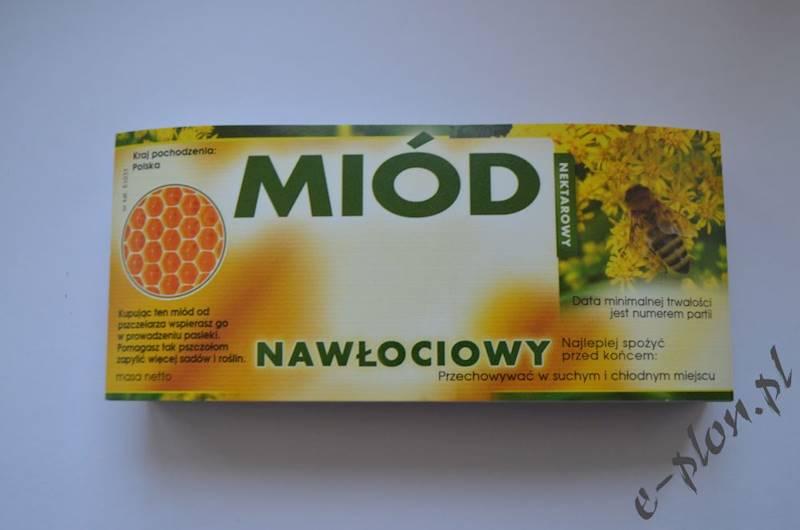 Kraj pochodzenia:
Polska
MIÓD
NEKTAROWY
Kupując ten miód od
pszczelarza wspierasz go
w prowadzeniu pasieki.
Pomagasz tak pszczołom
zapylić więcej sadów i roślin.
masa netto
NAWŁOCIOWY
Data minimalnej trwałości
jest numerem partii
Najlepiej spożyć
przed końcem:
Przechowywać w suchym i chłodnym miejscu
e-plon.pl